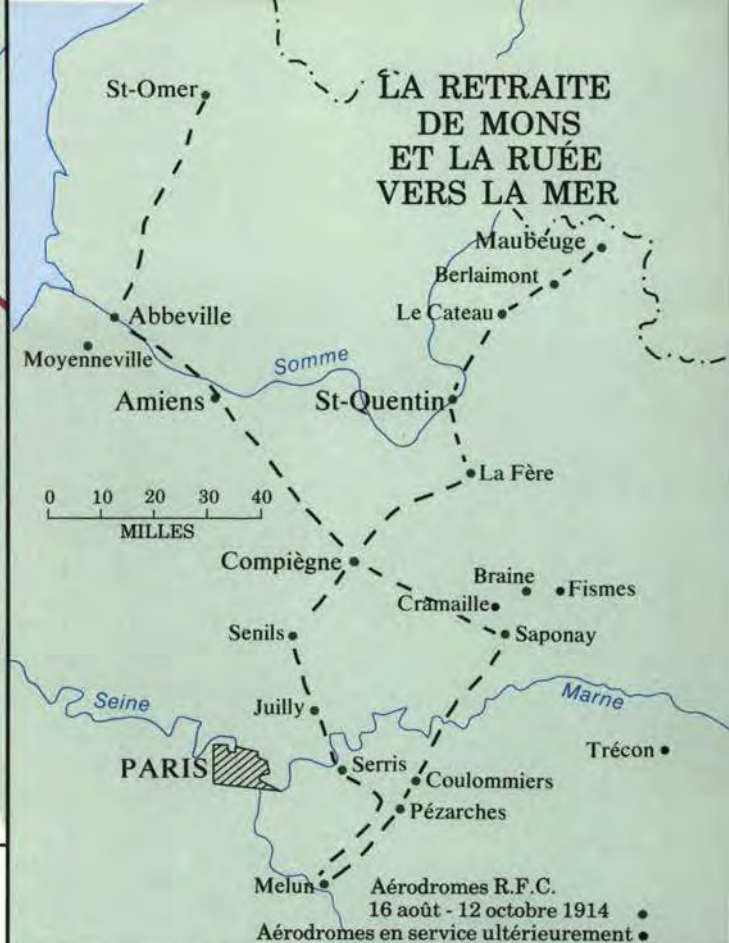 LA RETRAITE
DE MONS
ET LA RUÉE
VERS LA MER
St-Omer
Maubeuge
Berlaimont
Le Cateau
Abbeville
Moyenneville
Somme
Amiens
St-Quentin
La Fère
0 10 20 30 40
MILLES
Compiègne
Braine
Fismes
Cramaille
Senils
Saponay
Seine
Juilly
Marne
Trécon
PARIS
Serris
Coulommiers
Pézarches
Melun
Aérodromes R.F.C.
16 août - 12 octobre 1914
Aérodromes en service ultérieurement